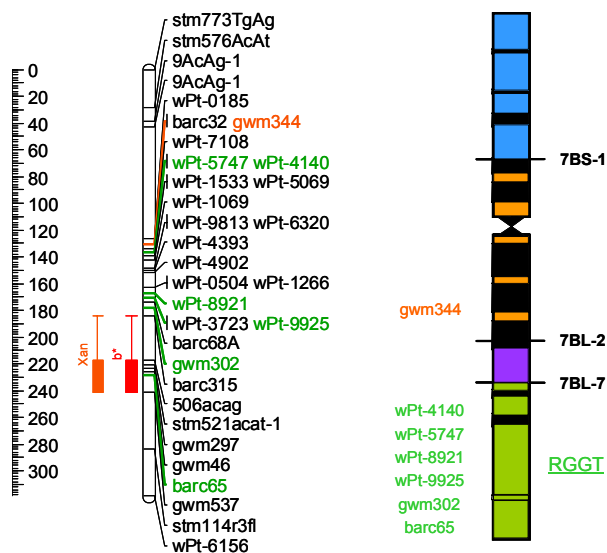 stm773TgAg
stm576AcAt
9AcAg-1
9AcAg-1
wPt-0185
barc32 gwm344
wPt-7108
wPt-5747 wPt-4140
wPt-1533 wPt-5069
wPt-1069
wPt-9813 wPt-6320
wPt-4393
wPt-4902
wPt-0504 wPt-1266
wPt-8921
wPt-3723 wPt-9925
barc68A
gwm302
barc315
506acag
stm521acat-1
gwm297
gwm46
barc65
gwm537
stm114r3fl
wPt-6156
0
20
40
60
80
100
120
140
160
180
200
220
240
260
280
300
Xan
b*
7BS-1
gwm344
7BL-2
7BL-7
wPt-4140
wPt-5747
wPt-8921
wPt-9925
gwm302
barc65
RGGT